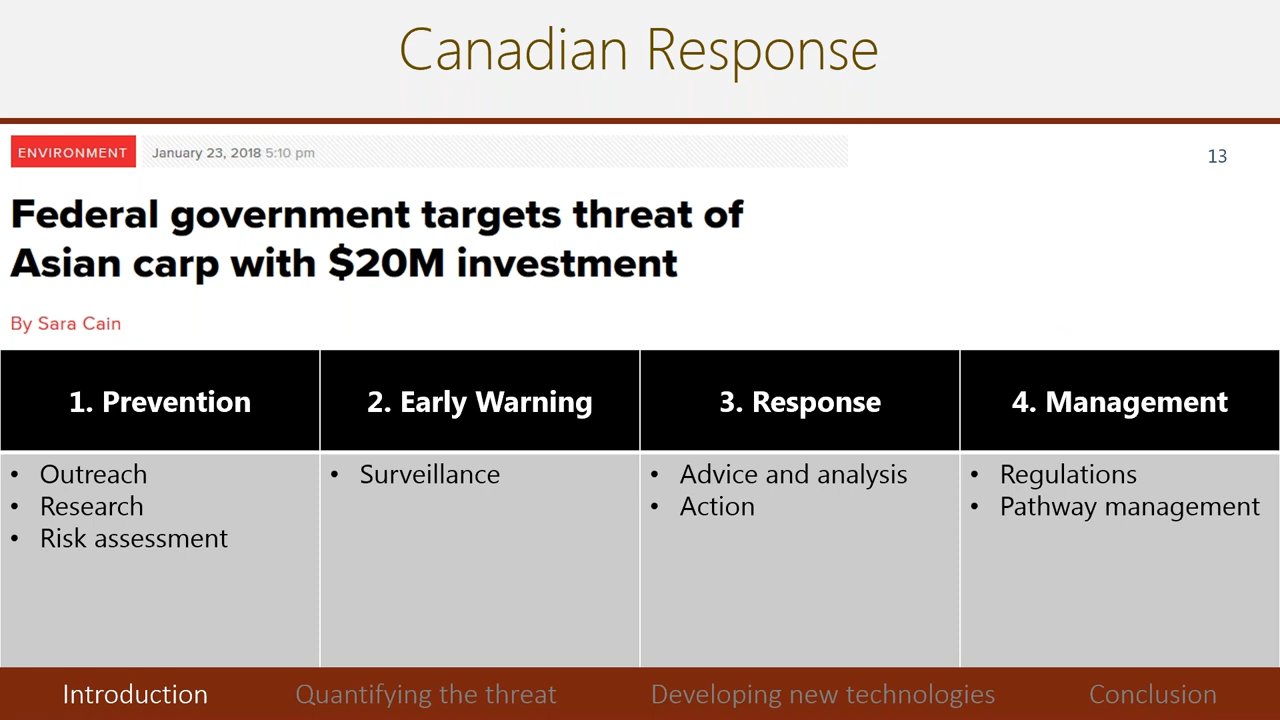 Canadian Response
ENVIRONMENT January 23, 2018 5:10 pm
13
Federal government targets threat of
Asian carp with $20M investment
By Sara Cain
1. Prevention
• Outreach
• Research
• Risk assessment
2. Early Warning
• Surveillance
3. Response
• Advice and analysis
• Action
4. Management
• Regulations
• Pathway management
Introduction Quantifying the threat Developing new technologies Conclusion